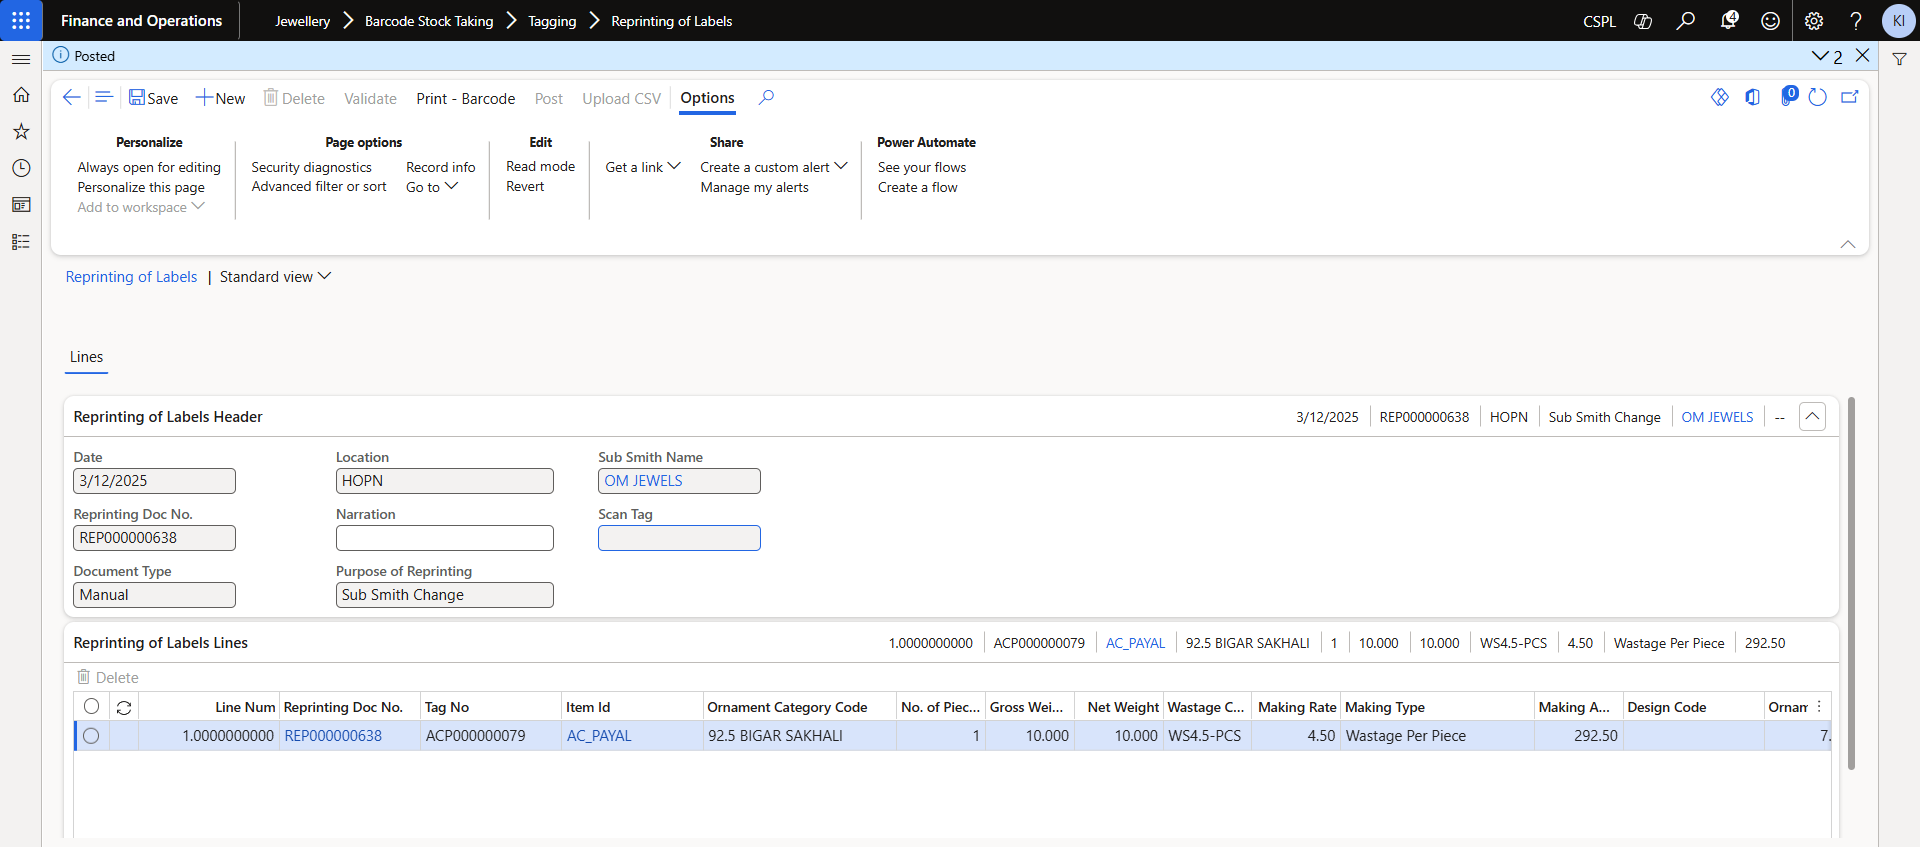 Finance and Operations
Jewellery > Barcode Stock Taking > Tagging > Reprinting of Labels
CSPL
4
KI
Posted
2
Save
New
Delete
Validate
Print - Barcode
Post
Upload CSV
Options
0
Personalize
Always open for editing
Personalize this page
Add to workspace
Page options
Security diagnostics
Advanced filter or sort
Record info
Go to
Edit
Read mode
Revert
Share
Get a link
Create a custom alert
Manage my alerts
Power Automate
See your flows
Create a flow
Reprinting of Labels | Standard view
Lines
Reprinting of Labels Header
3/12/2025 REP000000638 HOPN Sub Smith Change OM JEWELS --
Date
3/12/2025
Reprinting Doc No.
REP000000638
Document Type
Manual
Location
HOPN
Narration
Purpose of Reprinting
Sub Smith Change
Sub Smith Name
OM JEWELS
Scan Tag
Reprinting of Labels Lines
1.0000000000 ACP000000079 AC_PAYAL 92.5 BIGAR SAKHALI 1 10.000 10.000 WS4.5-PCS 4.50 Wastage Per Piece 292.50
Delete
Line Num Reprinting Doc No. Tag No Item Id Ornament Category Code No. of Piec... Gross Wei... Net Weight Wastage C... Making Rate Making Type Making A... Design Code Ornam
1.0000000000 REP000000638 ACP000000079 AC_PAYAL 92.5 BIGAR SAKHALI 1 10.000 10.000 WS4.5-PCS 4.50 Wastage Per Piece 292.50 7.